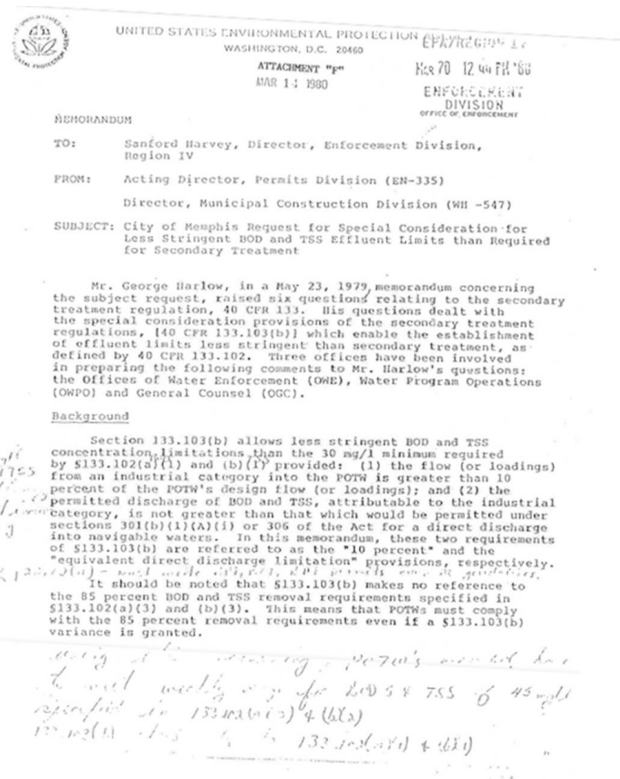 UNITED STATES ENVIRONMENTAL PROTECTION
WASHINGTON, D.C. 20460
ATTACHMENT "F"
MAR 14 1980
ENFORCEMENT
DIVISION
OFFICE OF ENFORCEMENT
MEMORANDUM
TO: Sanford Harvey, Director, Enforcement Division,
Region IV
FROM: Acting Director, Permits Division (EN-335)
Director, Municipal Construction Division (WH -547)
SUBJECT: City of Memphis Request for Special Consideration for
Less Stringent BOD and TSS Effluent Limits than Required
for Secondary Treatment
Mr. George Harlow, in a May 23, 1979, memorandum concerning
the subject request, raised six questions relating to the secondary
treatment regulation, 40 CFR 133. His questions dealt with
the special consideration provisions of the secondary treatment
regulations, [40 CFR 133.103(b)] which enable the establishment
of effluent limits less stringent than secondary treatment, as
defined by 40 CFR 133.102. Three offices have been involved
in preparing the following comments to Mr. Harlow's questions:
the Offices of Water Enforcement (OWE), Water Program Operations
(OWPO) and General Counsel (OGC).
Background
Section 133.103(b) allows less stringent BOD and TSS
concentration limitations than the 30 mg/l minimum required
by §133.102(a)(1) and (b)(1) provided: (1) the flow (or loadings)
from an industrial category into the POTW is greater than 10
percent of the POTW's design flow (or loadings); and (2) the
permitted discharge of BOD and TSS, attributable to the industrial
category, is not greater than that which would be permitted under
sections 301(b)(1)(A)(i) or 306 of the Act for a direct discharge
into navigable waters. In this memorandum, these two requirements
of §133.103(b) are referred to as the "10 percent" and the
"equivalent direct discharge limitation" provisions, respectively.
It should be noted that §133.103(b) makes no reference to
the 85 percent BOD and TSS removal requirements specified in
§133.102(a)(3) and (b)(3). This means that POTWs must comply
with the 85 percent removal requirements even if a §133.103(b)
variance is granted.
POTW's
TSS of 45 mg/l
specified in